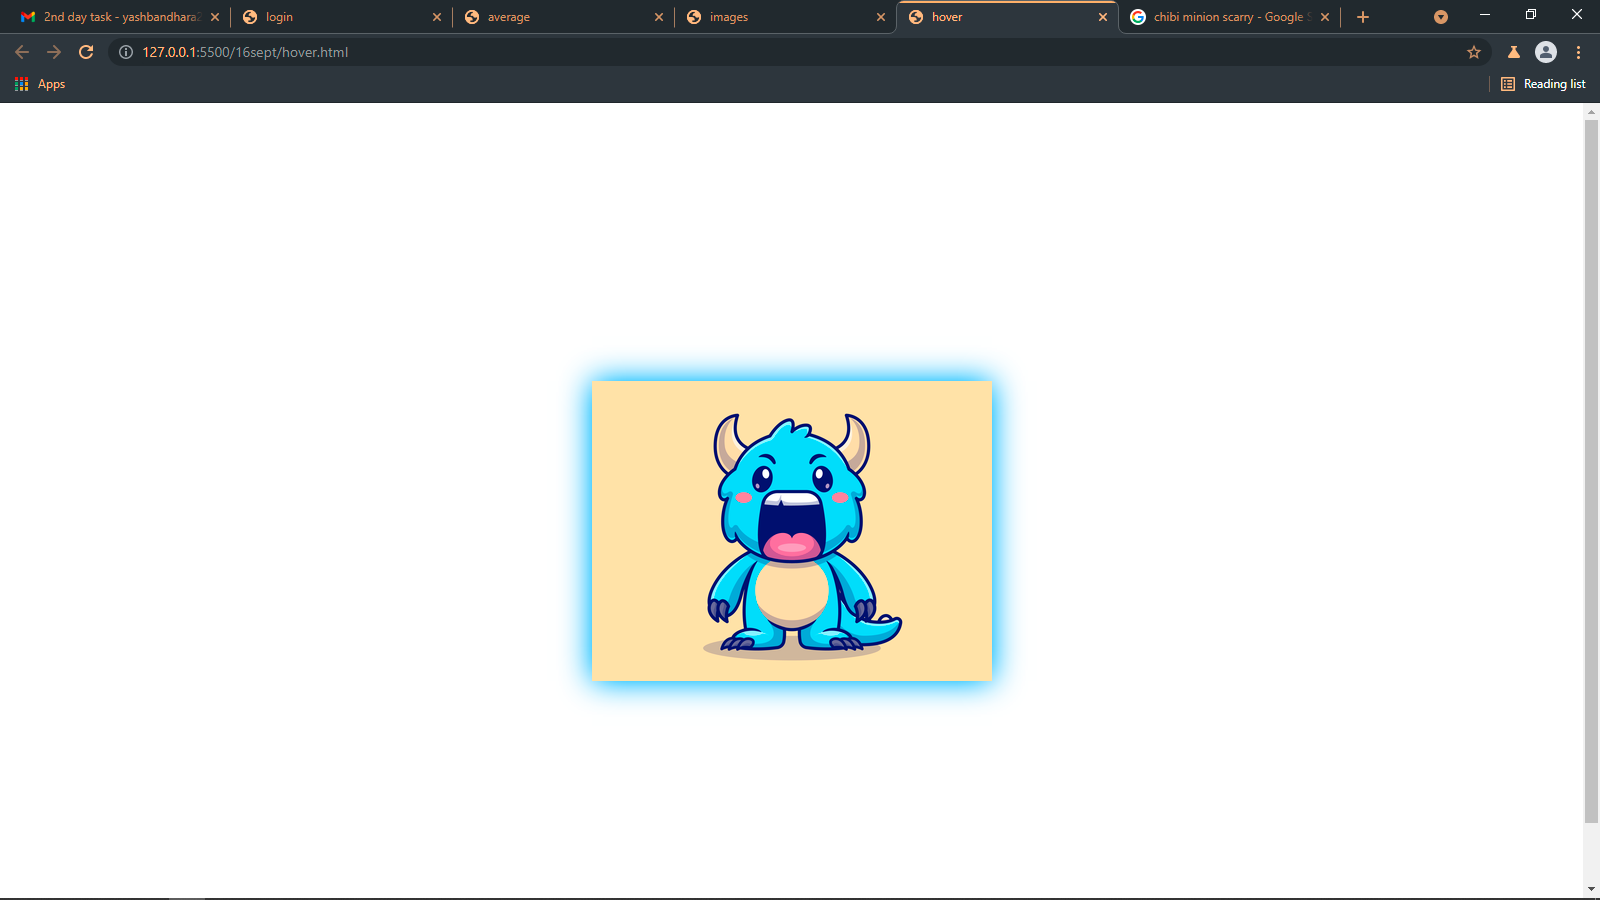 2nd day task - yashbandhara2
login
average
images
hover
chibi minion scarry - Google S
127.0.0.1:5500/16sept/hover.html
Apps
Reading list